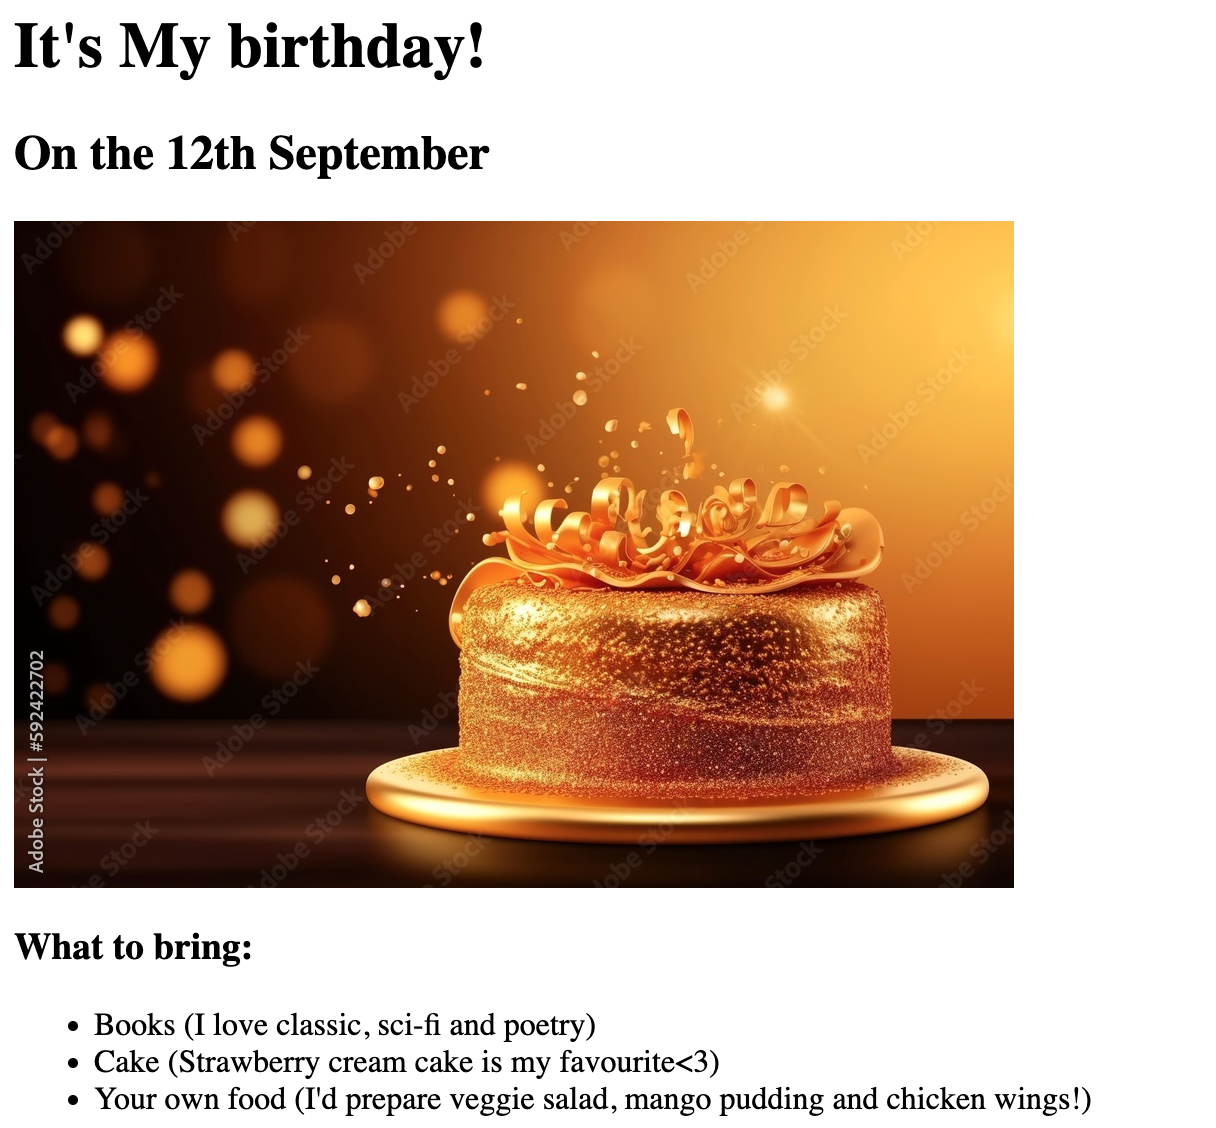 It's My birthday!
On the 12th September
Adobe Stock | #592422702
What to bring:
Books (I love classic, sci-fi and poetry)
Cake (Strawberry cream cake is my favourite<3)
Your own food (I'd prepare veggie salad, mango pudding and chicken wings!)